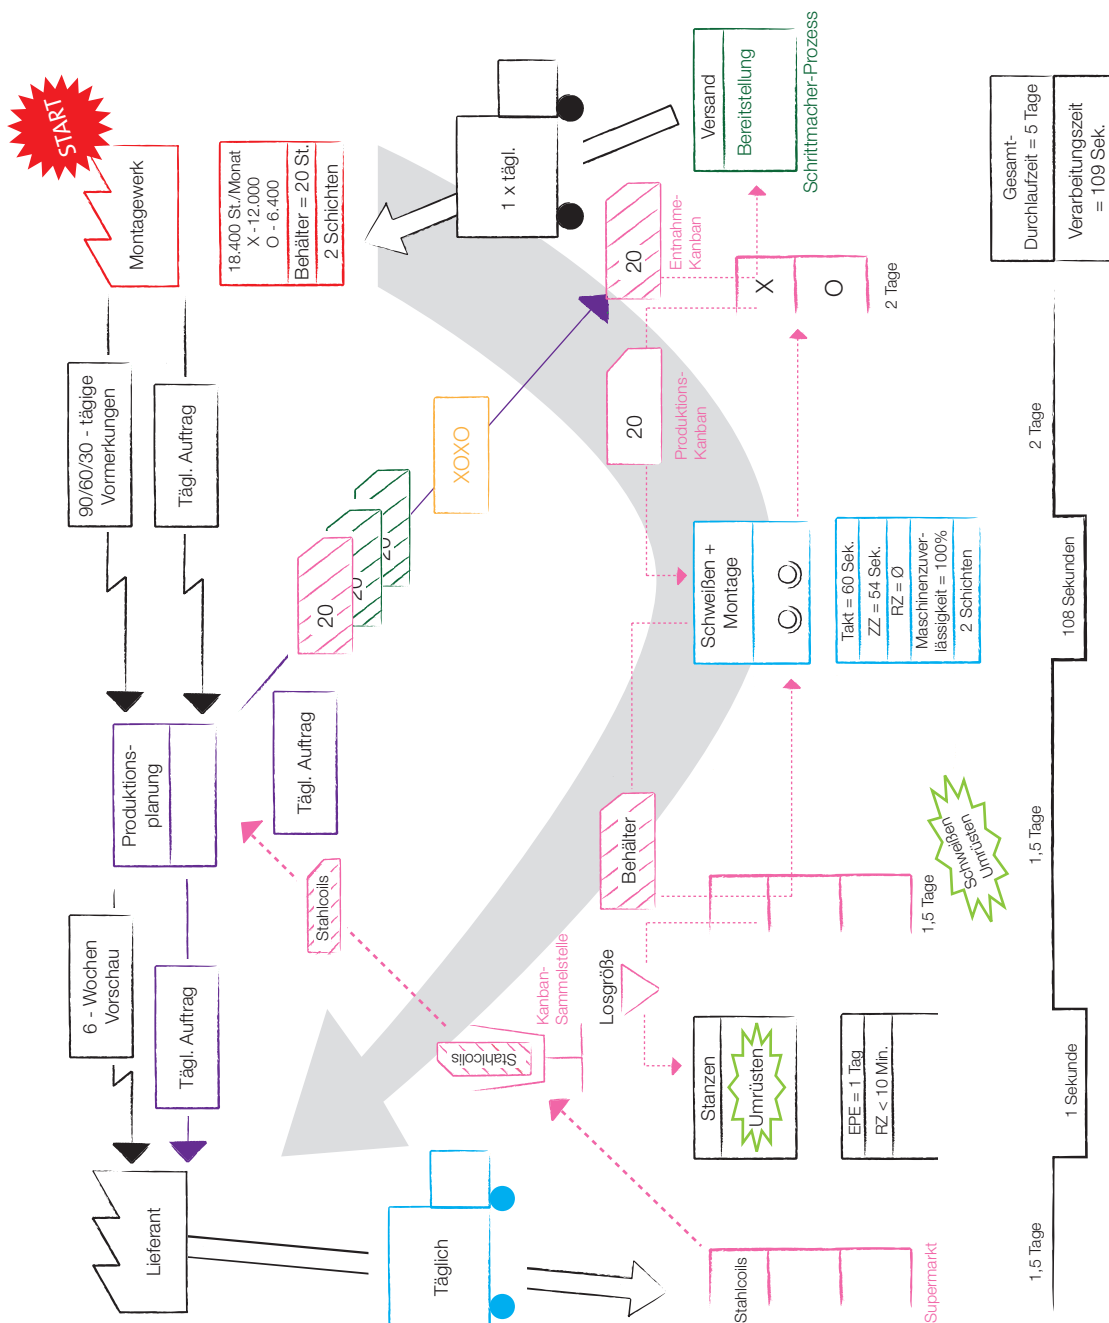 START
Lieferant
6 - Wochen
Vorschau
Tägl. Auftrag
Produktions-
planung
90/60/30 - tägige
Vormerkungen
Tägl. Auftrag
Montagewerk
18.400 St./Monat
X -12.000
O - 6.400
Behälter = 20 St.
2 Schichten
Täglich
Stahlcoils
Tägl. Auftrag
20
20
20
XOXO
1 x tägl.
Stahlcoils
Kanban-
Sammelstelle
Losgröße
Behälter
20
Produktions-
Kanban
20
Entnahme-
Kanban
Stahlcoils
Supermarkt
Stanzen
Umrüsten
EPE = 1 Tag
RZ < 10 Min.
1,5 Tage
Schweißen
Umrüsten
Schweißen +
Montage
Takt = 60 Sek.
ZZ = 54 Sek.
RZ = Ø
Maschinenzuver-
lässigkeit = 100%
2 Schichten
X
O
2 Tage
Versand
Bereitstellung
Schrittmacher-Prozess
1,5 Tage
1 Sekunde
1,5 Tage
108 Sekunden
2 Tage
Gesamt-
Durchlaufzeit = 5 Tage
Verarbeitungszeit
= 109 Sek.